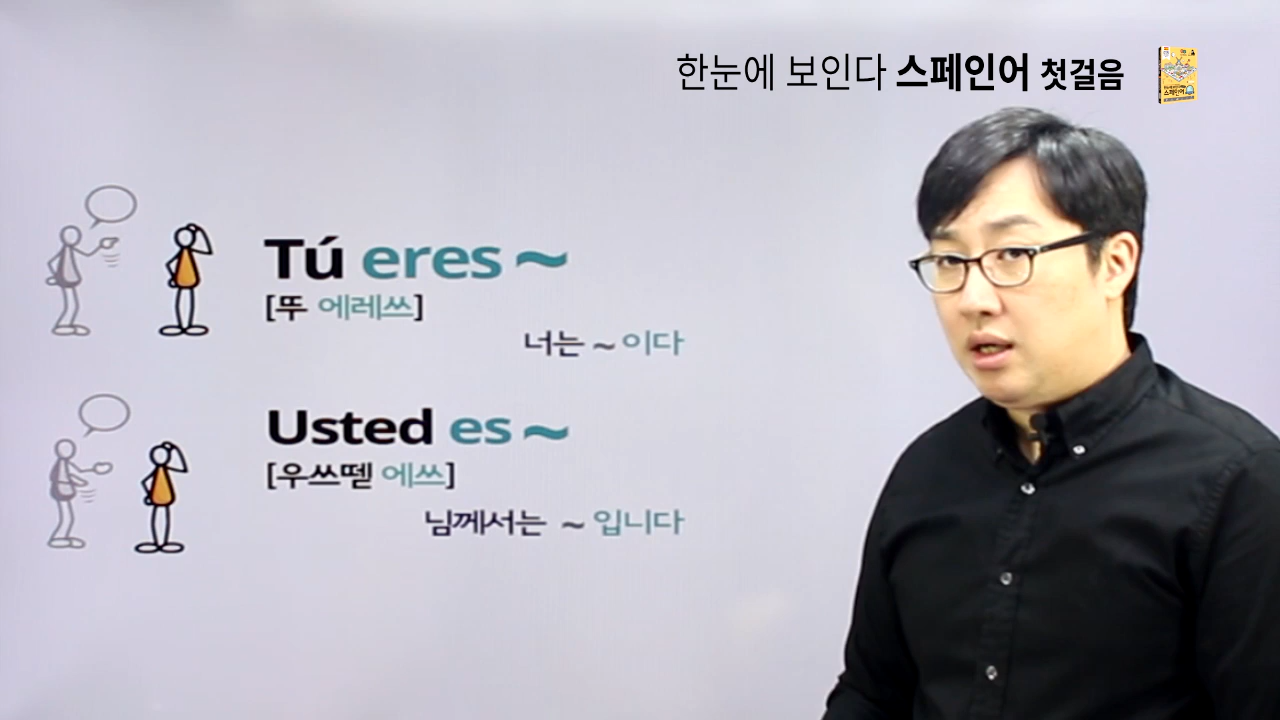 한눈에 보인다 스페인어 첫걸음
Tú eres ~
[뚜 에레쓰]
너는 ~ 이다
Usted es ~
[우쓰뗃 에쓰]
님께서는 ~ 입니다